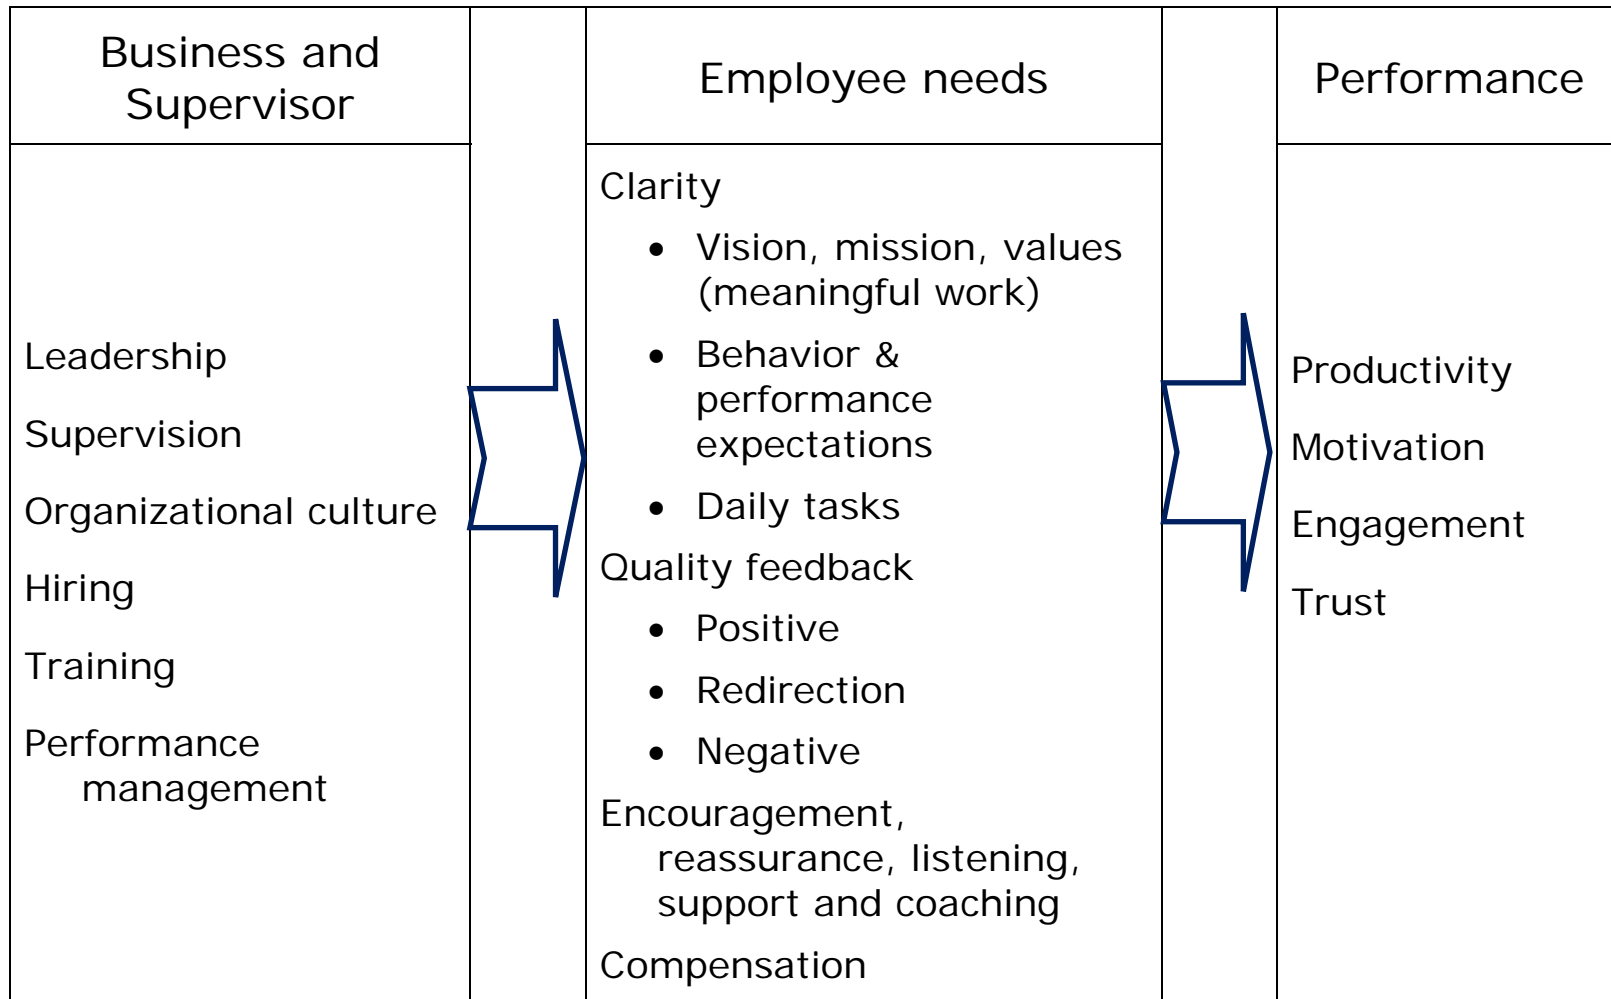 Business and
Supervisor
Employee needs
Performance
Leadership
Supervision
Organizational culture
Hiring
Training
Performance
management
Clarity
• Vision, mission, values
(meaningful work)
• Behavior &
performance
expectations
• Daily tasks
Quality feedback
• Positive
• Redirection
• Negative
Encouragement,
reassurance, listening,
support and coaching
Compensation
Productivity
Motivation
Engagement
Trust